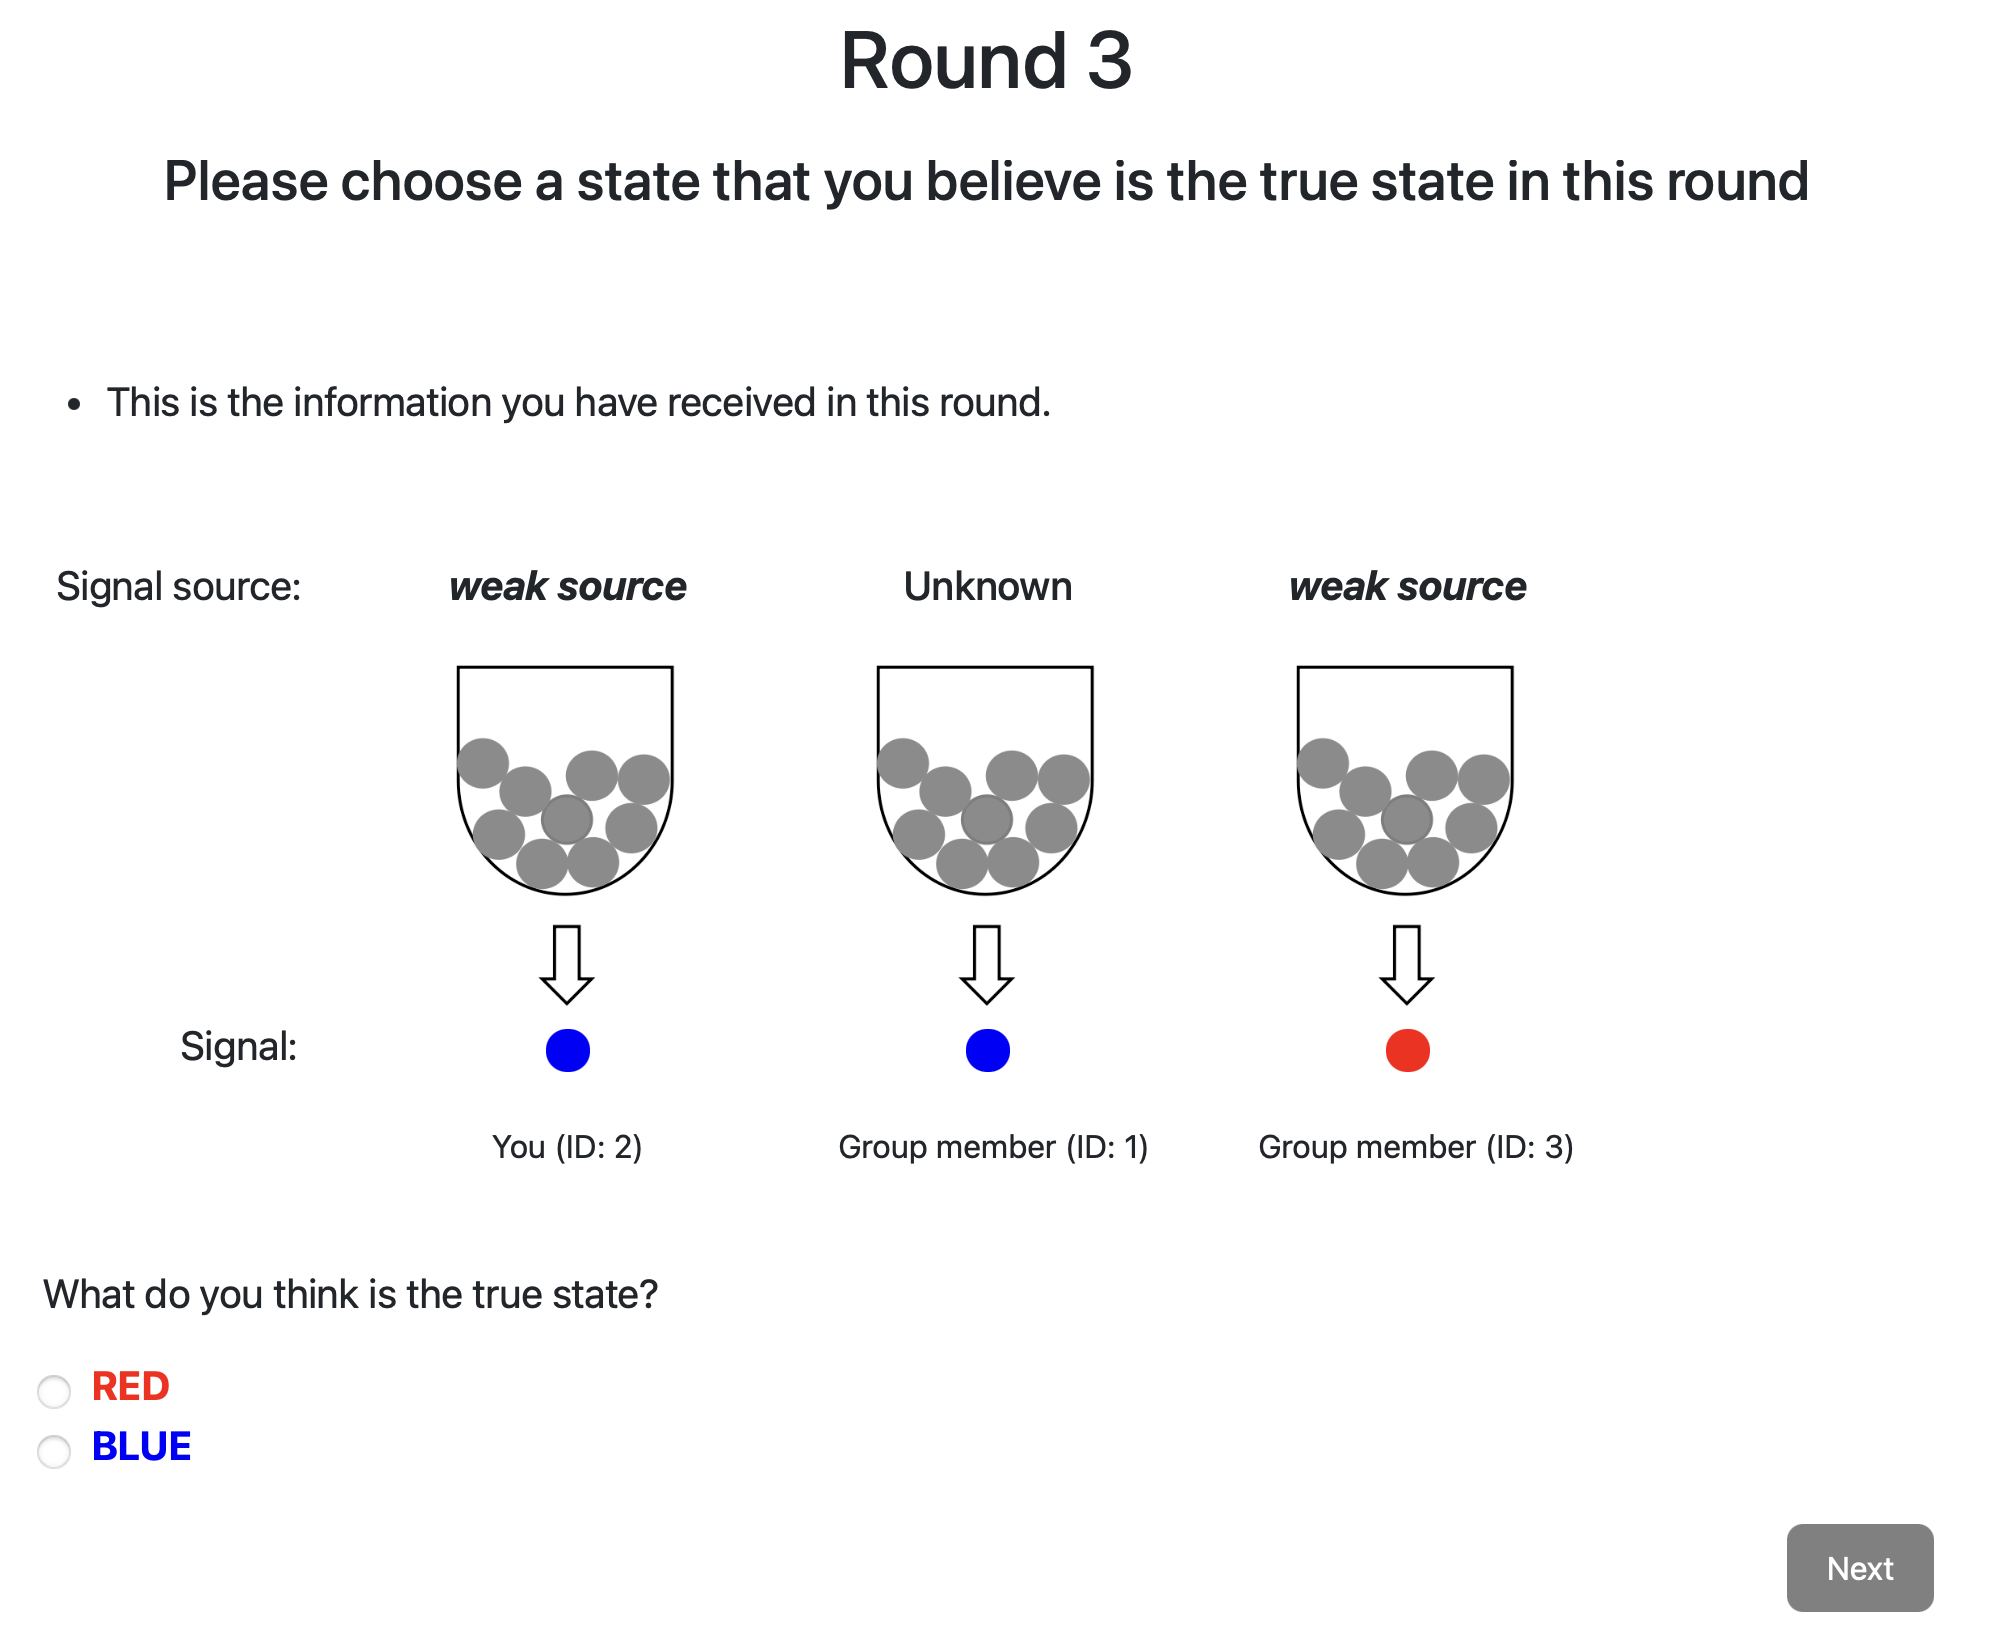 Round 3
Please choose a state that you believe is the true state in this round
This is the information you have received in this round.
Signal source: weak source Unknown weak source
Signal:
You (ID: 2) Group member (ID: 1) Group member (ID: 3)
What do you think is the true state?
RED
BLUE
Next